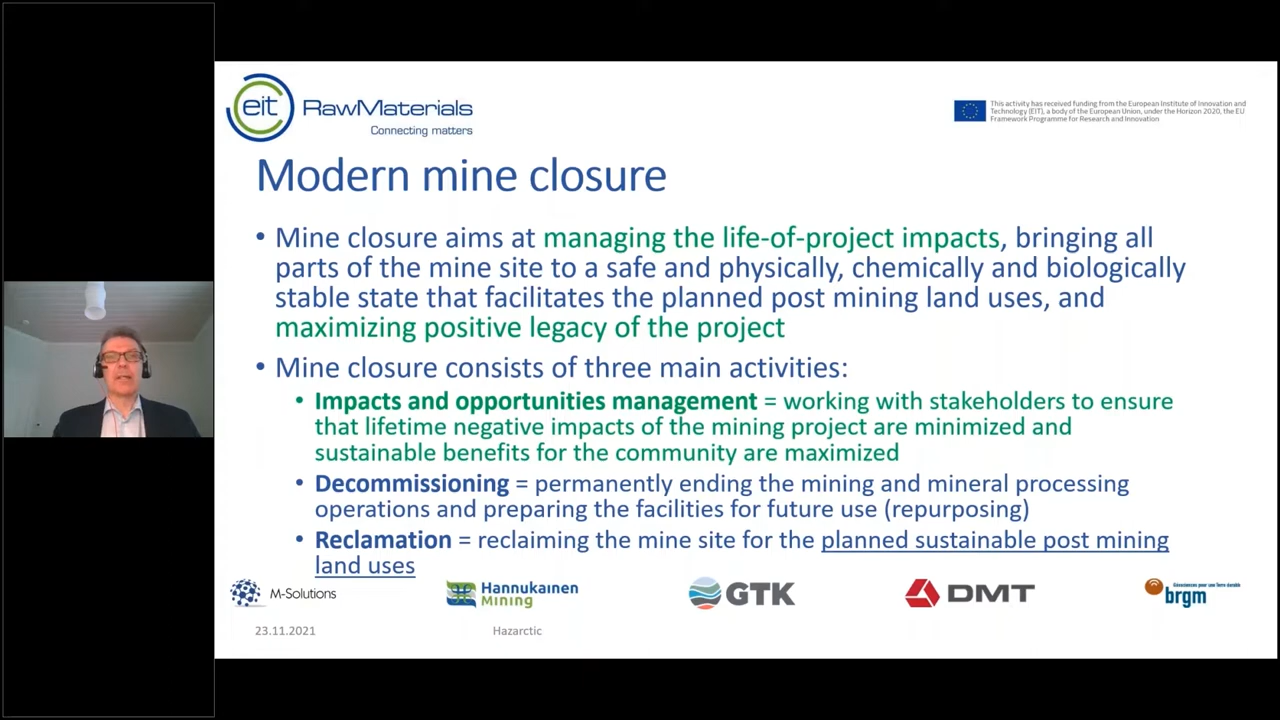 eit RawMaterials
Connecting matters
This activity has received funding from the European Institute of Innovation and
Technology (EIT), a body of the European Union, under the Horizon 2020, the EU
Framework Programme for Research and Innovation
Modern mine closure
• Mine closure aims at managing the life-of-project impacts, bringing all
parts of the mine site to a safe and physically, chemically and biologically
stable state that facilitates the planned post mining land uses, and
maximizing positive legacy of the project
• Mine closure consists of three main activities:
• Impacts and opportunities management = working with stakeholders to ensure
that lifetime negative impacts of the mining project are minimized and
sustainable benefits for the community are maximized
• Decommissioning = permanently ending the mining and mineral processing
operations and preparing the facilities for future use (repurposing)
• Reclamation = reclaiming the mine site for the planned sustainable post mining
land uses
M-Solutions
Hannukainen
Mining
GTK
DMT
Géosciences pour une Terre durable
brgm
23.11.2021
Hazarctic